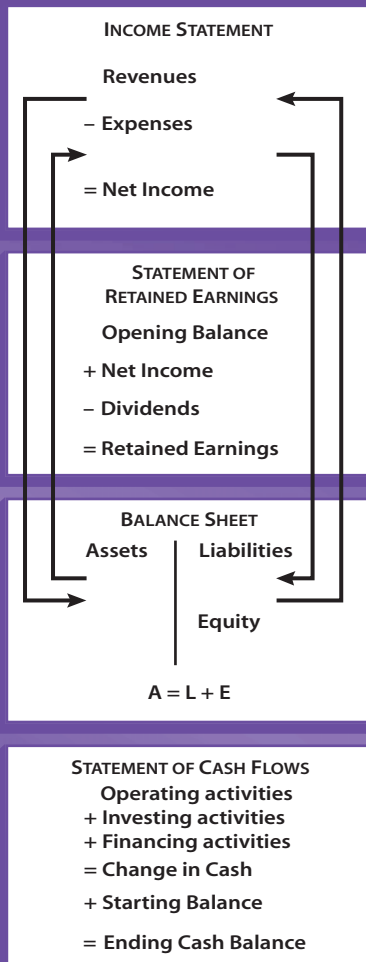 INCOME STATEMENT
Revenues
– Expenses
= Net Income
STATEMENT OF
RETAINED EARNINGS
Opening Balance
+ Net Income
– Dividends
= Retained Earnings
BALANCE SHEET
Assets Liabilities
Equity
A = L + E
STATEMENT OF CASH FLOWS
Operating activities
+ Investing activities
+ Financing activities
= Change in Cash
+ Starting Balance
= Ending Cash Balance